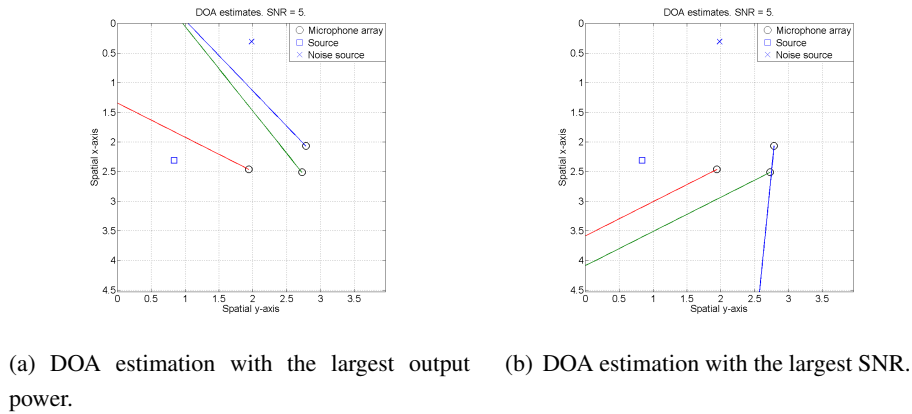 DOA estimates. SNR = 5.
Microphone array
Source
Noise source
Spatial x-axis
0
0.5
1
1.5
2
2.5
3
3.5
4
4.5
0 0.5 1 1.5 2 2.5 3 3.5
Spatial y-axis
DOA estimates. SNR = 5.
Microphone array
Source
Noise source
Spatial x-axis
0
0.5
1
1.5
2
2.5
3
3.5
4
4.5
0 0.5 1 1.5 2 2.5 3 3.5
Spatial y-axis
(a) DOA estimation with the largest output
power.
(b) DOA estimation with the largest SNR.